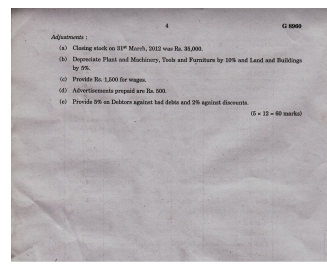 4
G 6960
Adjustments :
(a) Closing stock on 31st March, 2012 was Rs. 35,000.
(b) Depreciate Plant and Machinery, Tools and Furniture by 10% and Land and Buildings
by 5%.
(c) Provide Rs. 1,500 for wages.
(d) Advertisements prepaid are Rs. 500.
(e) Provide 5% on Debtors against bad debts and 2% against discounts.
(5 × 12 = 60 marks)